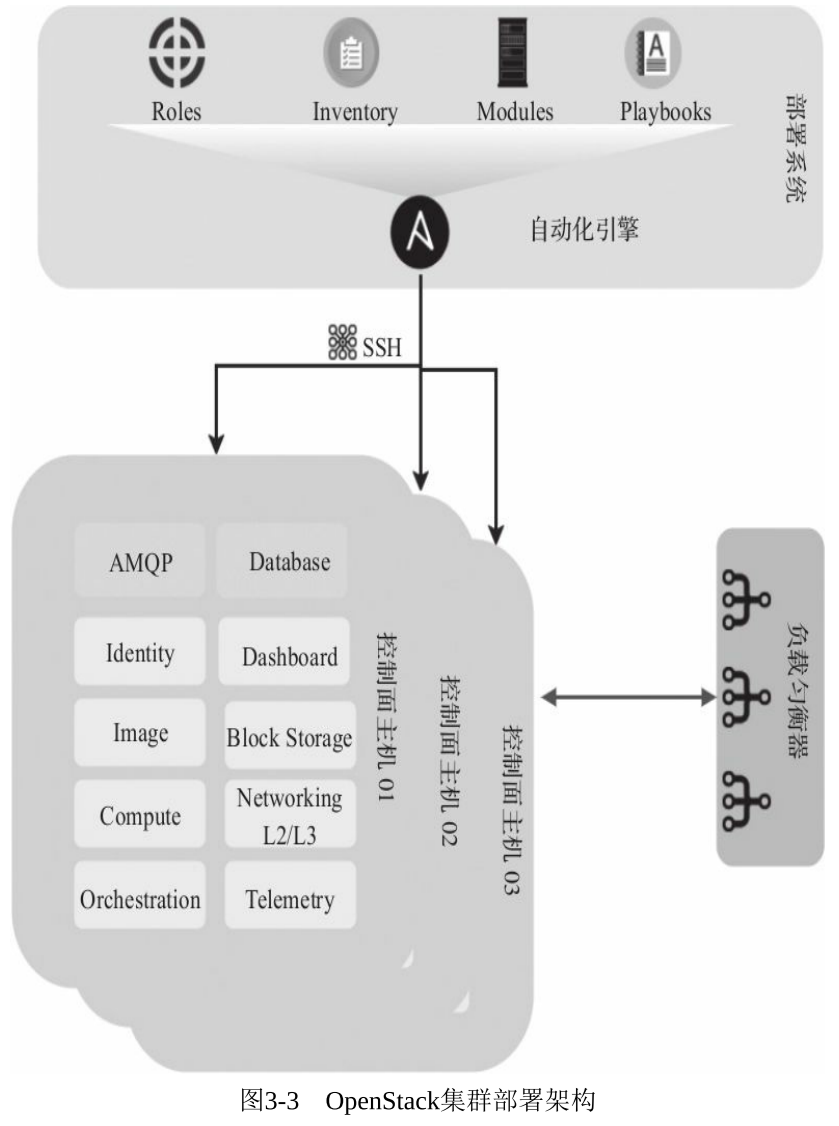 Roles
Inventory
Modules
Playbooks
部署系统
自动化引擎
SSH
AMQP
Database
Identity
Dashboard
Image
Block Storage
Compute
Networking
L2/L3
Orchestration
Telemetry
控制面主机 01
控制面主机 02
控制面主机 03
负载匀衡器
图3-3 OpenStack集群部署架构